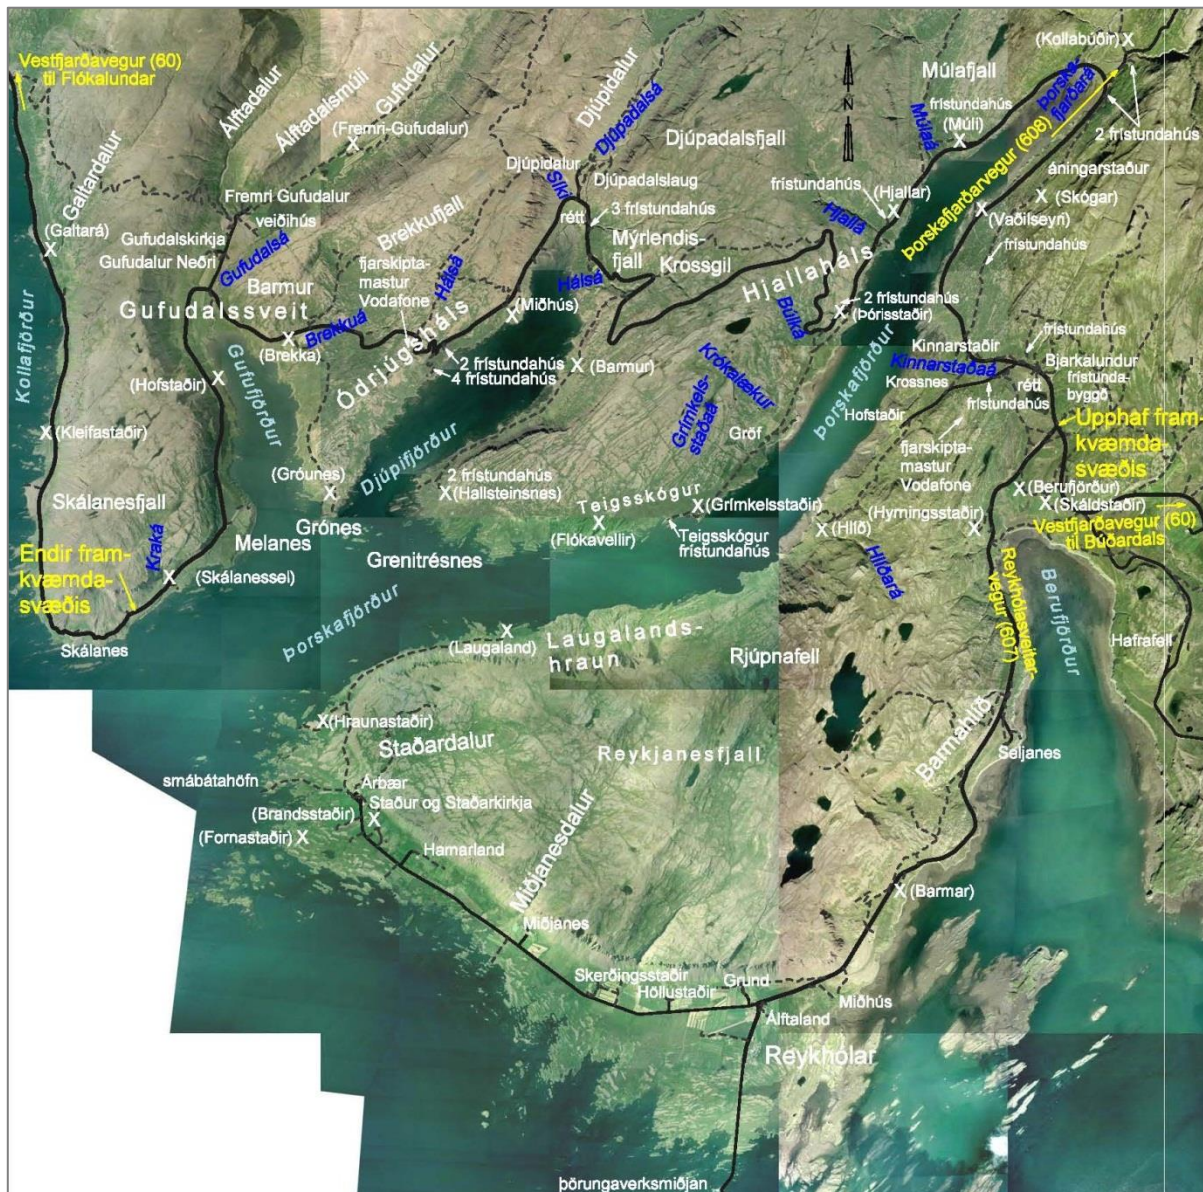 Vestfjarðavegur (60)
til Flókalundar
Álftadalur
Álftadalsmúli
Gufudalur
(Fremri-Gufudalur)
Djúpidalur
Djúpadalsá
Djúpadalsfjall
N
Múlafjall
Múlaá
frístundahús
(Múli)
Þorska-
fjarðará
(Kollabúðir)
2 frístundahús
Galtardalur
(Galtará)
Fremri Gufudalur
veiðihús
Gufudalskirkja
Gufudalur Neðri
Gufudalsá
Brekkufjall
Djúpidalur
Síki
Djúpadalslaug
rétt
3 frístundahús
Mýrlendis-
fjall
Krossgil
frístundahús
(Hjallar)
Hjallá
Þorskafjarðarvegur (608)
áningarstaður
(Skógar)
(Vaðilseyri)
frístundahús
Barmur
fjarskipta-
mastur
Vodafone
Hálsá
Hálsá
Hjallaháls
Gufudalssveit
(Brekka)
Brekkuá
Ódrjúgsháls
(Miðhús)
2 frístundahús
4 frístundahús
(Barmur)
Búlká
2 frístundahús
(Þórisstaðir)
Kollafjörður
(Hofstaðir)
Gufufjörður
Krókalækur
Grímkels-
staðaá
Gröf
Þorskafjörður
Kinnarstaðir
Kinnarstaðaá
Krossnes
Hofstaðir
frístundahús
Bjarkalundur
frístunda-
byggð
rétt
frístundahús
(Kleifastaðir)
Upphaf fram-
kvæmda-
svæðis
fjarskipta-
mastur
Vodafone
(Gróunes)
Djúpifjörður
2 frístundahús
(Hallsteinsnes)
Teigsskógur
(Grímkelsstaðir)
(Berufjörður)
(Skáldstaðir)
(Hyrningsstaðir)
(Hlíð)
Skálanesfjall
Grónes
Melanes
(Flókavellir)
Teigsskógur
frístundahús
Vestfjarðavegur (60)
til Búðardals
Endir fram-
kvæmda-
svæðis
Kraká
(Skálanessel)
Grenitrésnes
Hlíðará
Reykhólasveitar-
vegur (607)
Berufjörður
Þorskafjörður
Skálanes
(Laugaland)
Laugalands-
hraun
Rjúpnafell
Hafrafell
(Hraunastaðir)
Staðardalur
Reykjanesfjall
Barmahlíð
Seljanes
smábátahöfn
Árbær
Staður og Staðarkirkja
(Brandsstaðir)
(Fornastaðir)
Hamarland
Miðjanesdalur
(Barmar)
Miðjanes
Skerðingsstaðir
Höllustaðir
Grund
Miðhús
Álftaland
Reykhólar
þörungaverksmiðjan